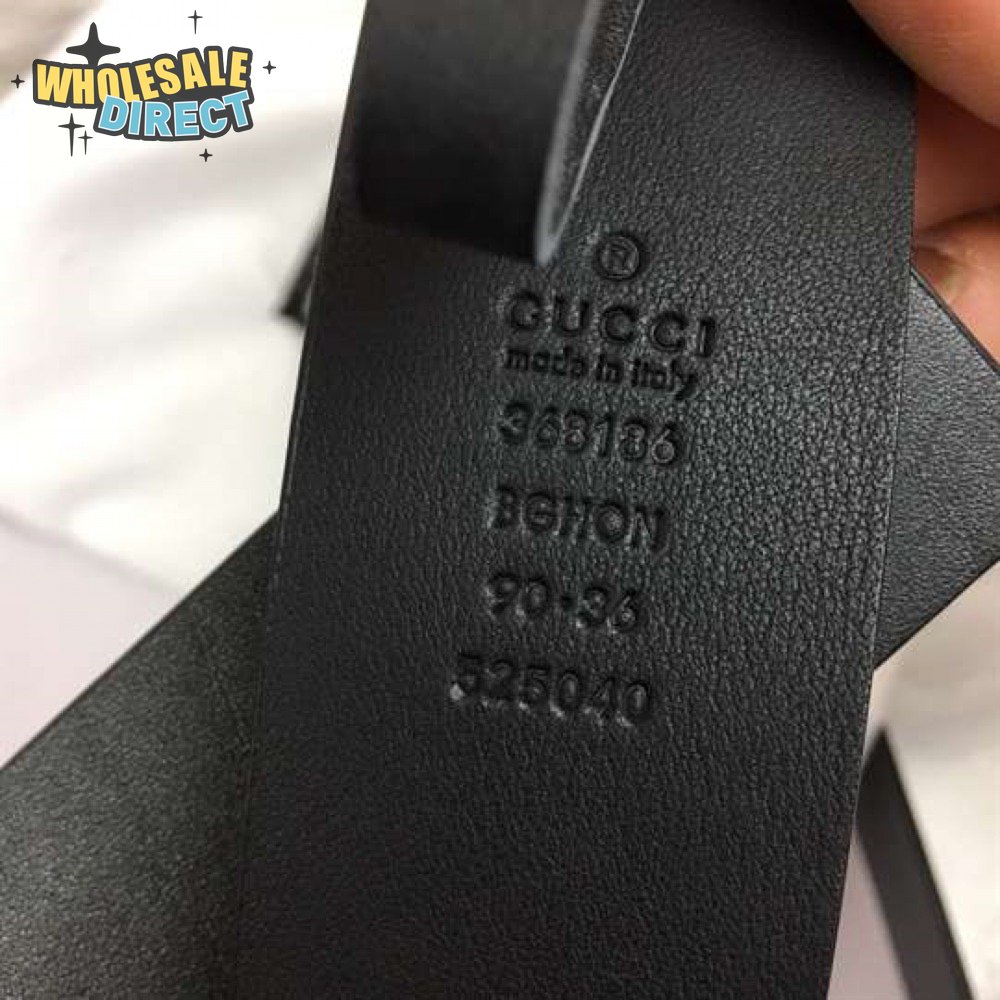 WHOLESALE
DIRECT
®
GUCCI
made in italy
368186
BGHON
90·36
525040